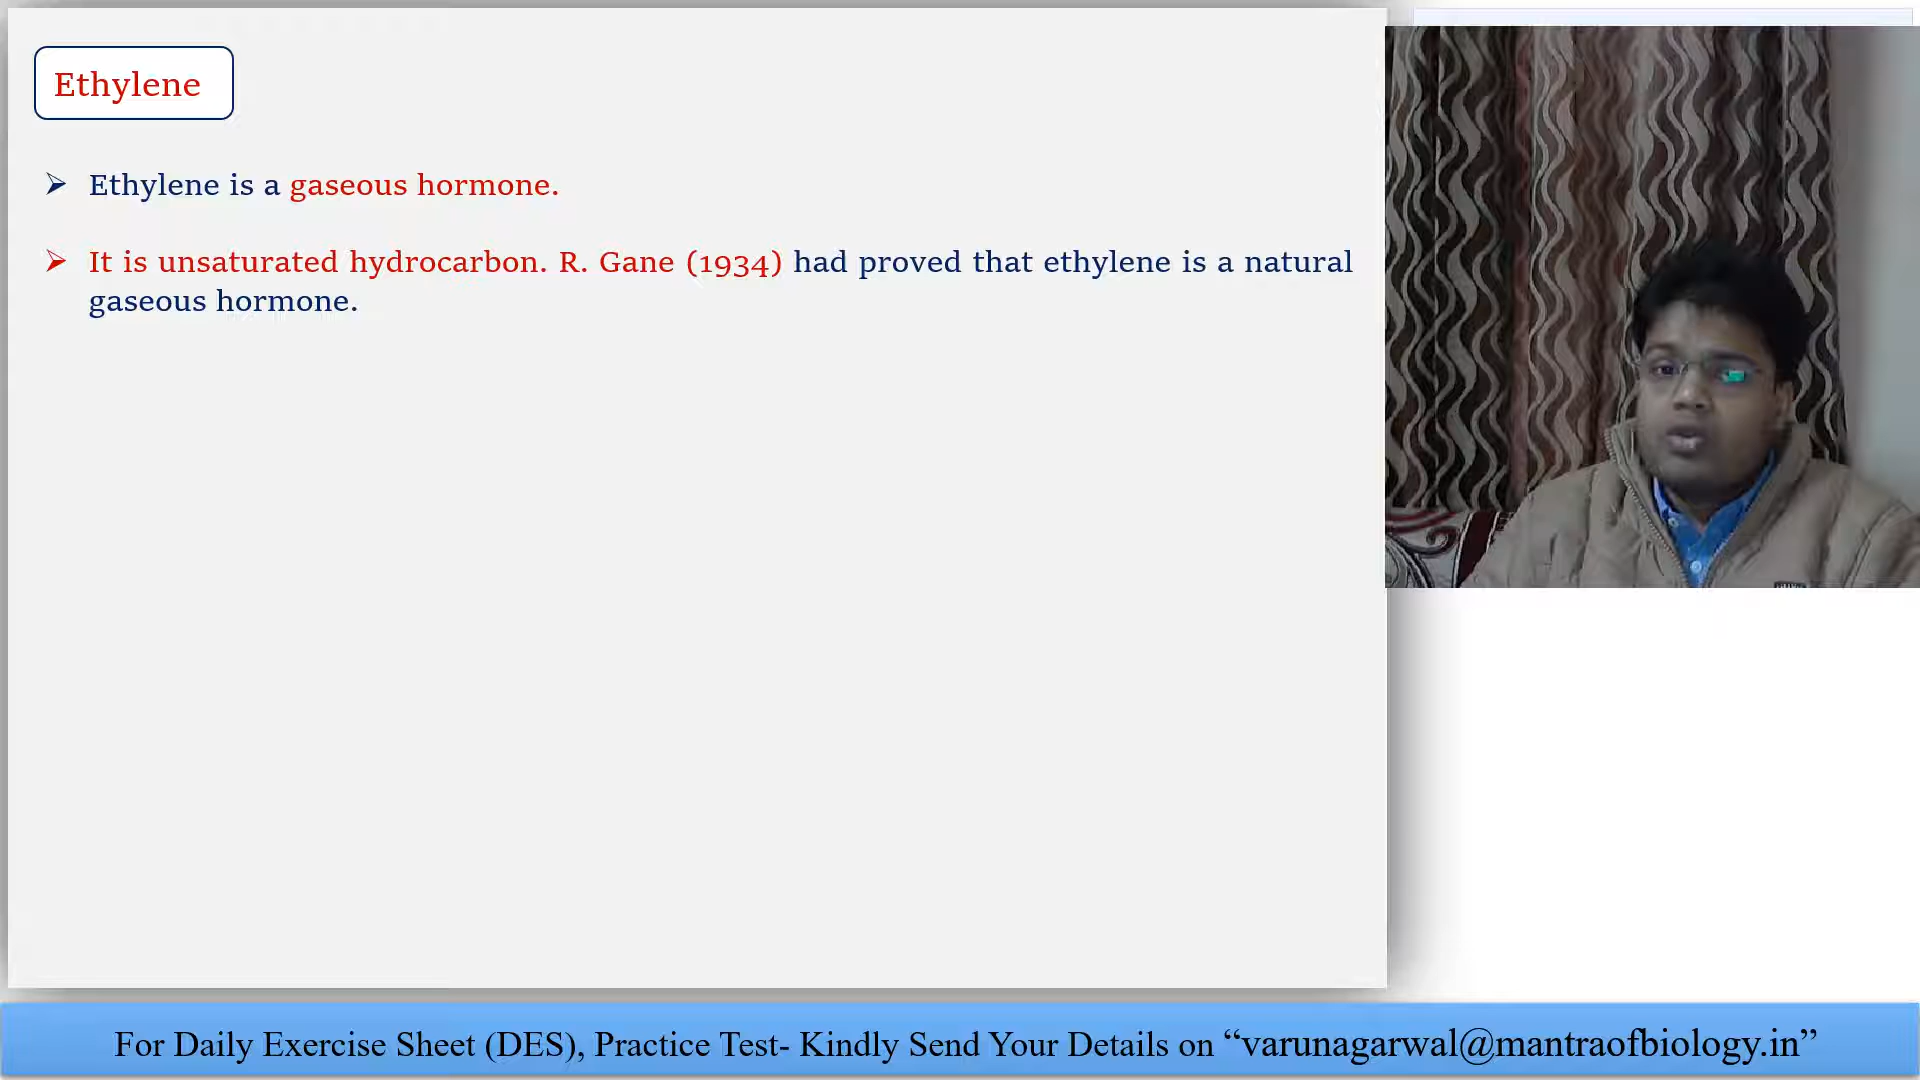 Ethylene
➢ Ethylene is a gaseous hormone.
➢ It is unsaturated hydrocarbon. R. Gane (1934) had proved that ethylene is a natural
gaseous hormone.
For Daily Exercise Sheet (DES), Practice Test- Kindly Send Your Details on “varunagarwal@mantraofbiology.in”